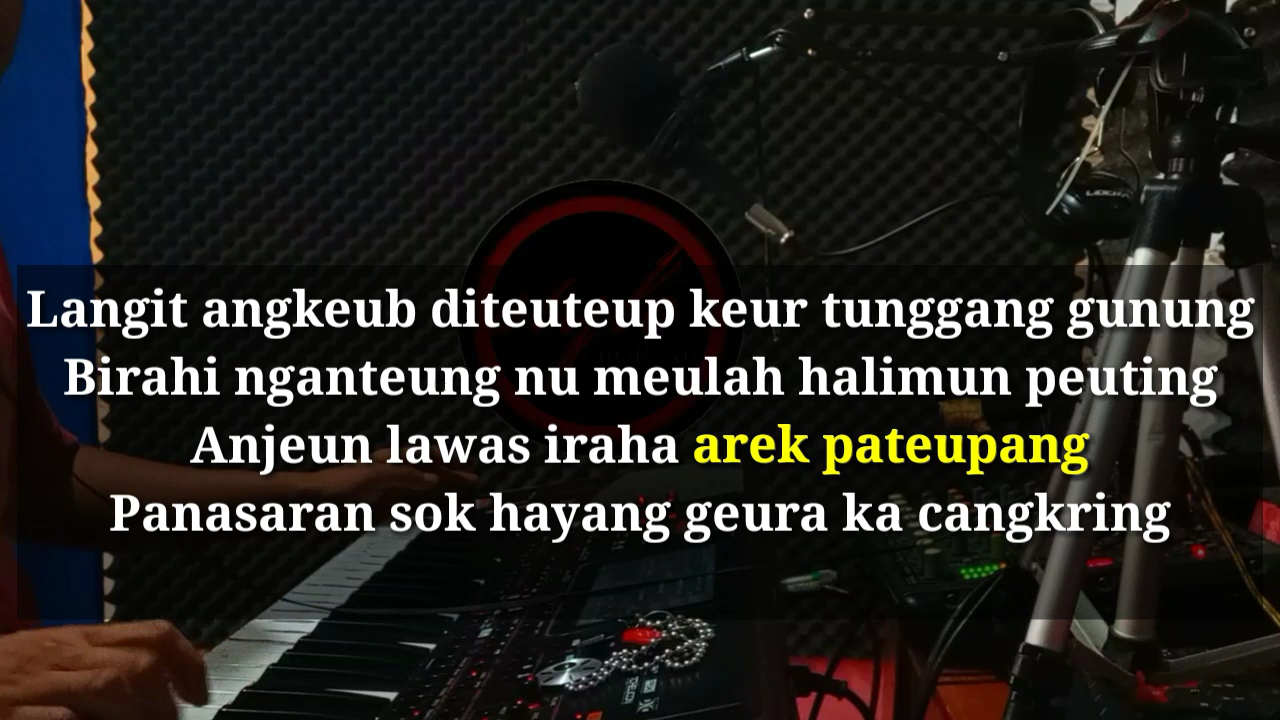 Langit angkeub diteuteup keur tunggang gunung
Birahi nganteung nu meulah halimun peuting
Anjeun lawas iraha arek pateupang
Panasaran sok hayang geura ka cangkring